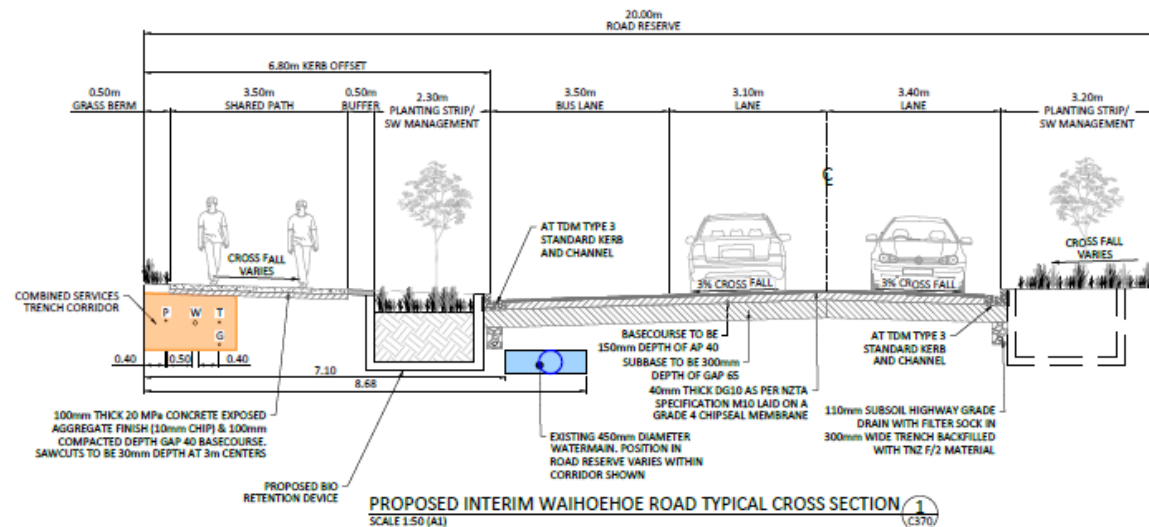 20.00m
ROAD RESERVE
6.80m KERB OFFSET
0.50m
GRASS BERM
3.50m
SHARED PATH
0.50m
BUFFER
2.30m
PLANTING STRIP/
SW MANAGEMENT
3.50m
BUS LANE
3.10m
LANE
3.40m
LANE
3.20m
PLANTING STRIP/
SW MANAGEMENT
CL
CROSS FALL
VARIES
AT TDM TYPE 3
STANDARD KERB
AND CHANNEL
3% CROSS FALL
3% CROSS FALL
CROSS FALL
VARIES
COMBINED SERVICES
TRENCH CORRIDOR
P W T
G
0.40 0.50 0.40
7.10
8.68
BASECOURSE TO BE
150mm DEPTH OF AP 40
SUBBASE TO BE 300mm
DEPTH OF GAP 65
40mm THICK DG10 AS PER NZTA
SPECIFICATION M10 LAID ON A
GRADE 4 CHIPSEAL MEMBRANE
AT TDM TYPE 3
STANDARD KERB
AND CHANNEL
100mm THICK 20 MPa CONCRETE EXPOSED
AGGREGATE FINISH (10mm CHIP) & 100mm
COMPACTED DEPTH GAP 40 BASECOURSE.
SAWCUTS TO BE 30mm DEPTH AT 3m CENTERS
EXISTING 450mm DIAMETER
WATERMAIN. POSITION IN
ROAD RESERVE VARIES WITHIN
CORRIDOR SHOWN
110mm SUBSOIL HIGHWAY GRADE
DRAIN WITH FILTER SOCK IN
300mm WIDE TRENCH BACKFILLED
WITH TNZ F/2 MATERIAL
PROPOSED BIO
RETENTION DEVICE
PROPOSED INTERIM WAIHOEHOE ROAD TYPICAL CROSS SECTION
SCALE 1:50 (A1)
1
C370